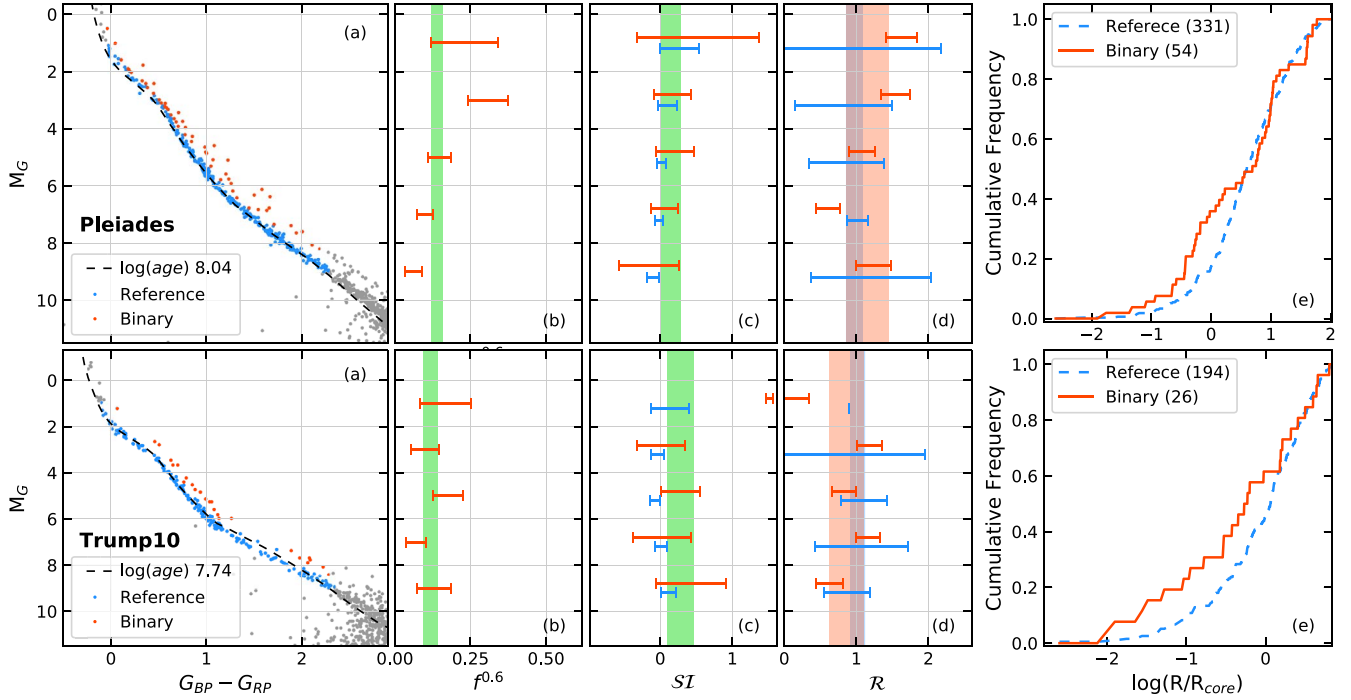 0
2
4
6
8
10
M_G
(a)
Pleiades
log(age) 8.04
Reference
Binary
(b)
(c)
(d)
1.0
0.8
0.6
0.4
0.2
0.0
Cumulative Frequency
Referece (331)
Binary (54)
(e)
−2 −1 0 1 2
0
2
4
6
8
10
M_G
(a)
Trump10
log(age) 7.74
Reference
Binary
0 1 2
G_BP − G_RP
(b)
0.00 0.25 0.50
f^0.6
(c)
0 1
SI
(d)
0 1 2
R
1.0
0.8
0.6
0.4
0.2
0.0
Cumulative Frequency
Referece (194)
Binary (26)
(e)
−2 −1 0
log(R/R_core)